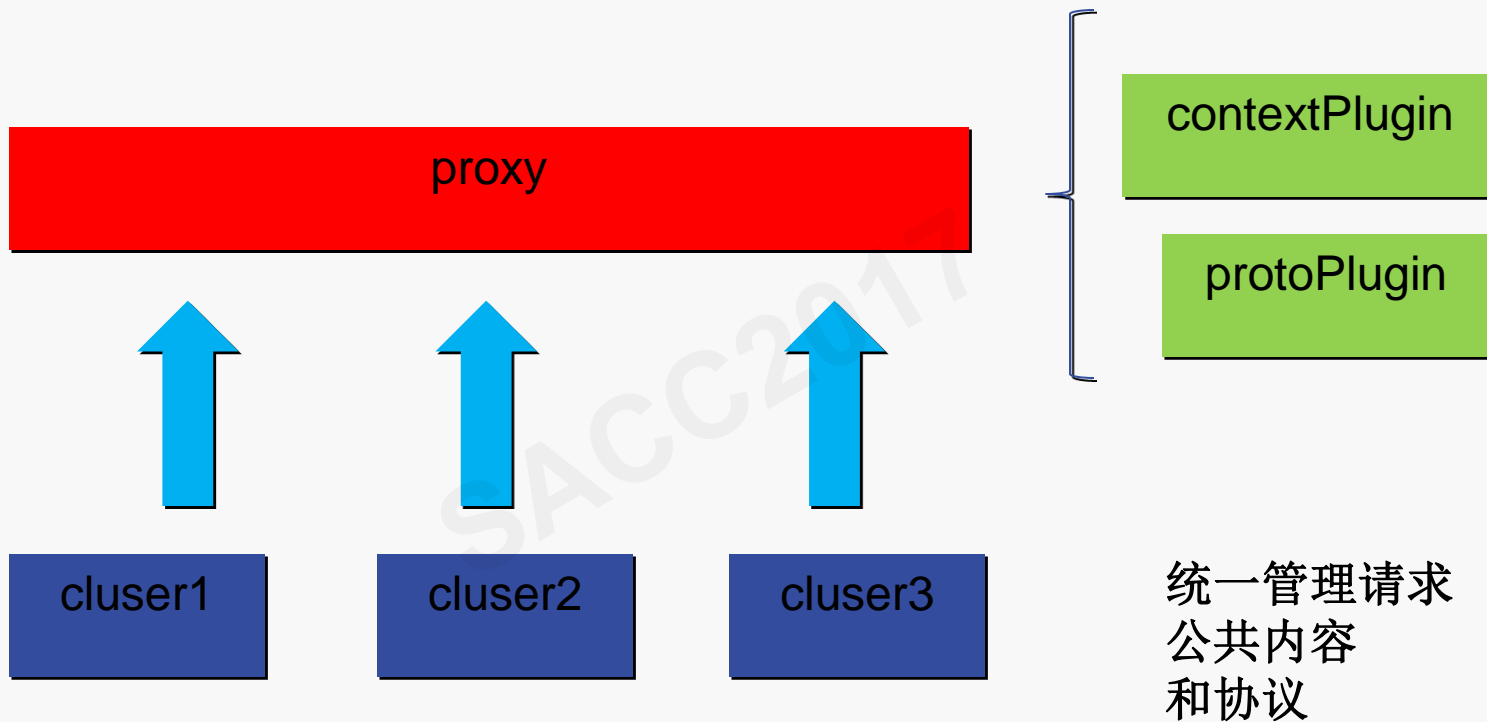 contextPlugin
proxy
protoPlugin
SACC2017
cluser1
cluser2
cluser3
统一管理请求
公共内容
和协议